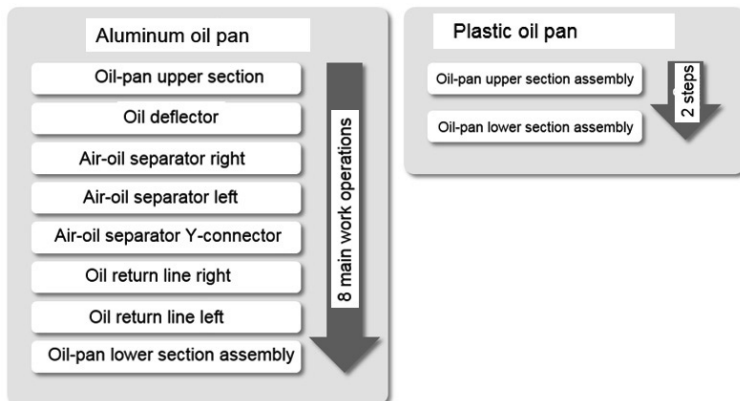 Aluminum oil pan
Oil-pan upper section
Oil deflector
Air-oil separator right
Air-oil separator left
Air-oil separator Y-connector
Oil return line right
Oil return line left
Oil-pan lower section assembly
8 main work operations
Plastic oil pan
Oil-pan upper section assembly
Oil-pan lower section assembly
2 steps